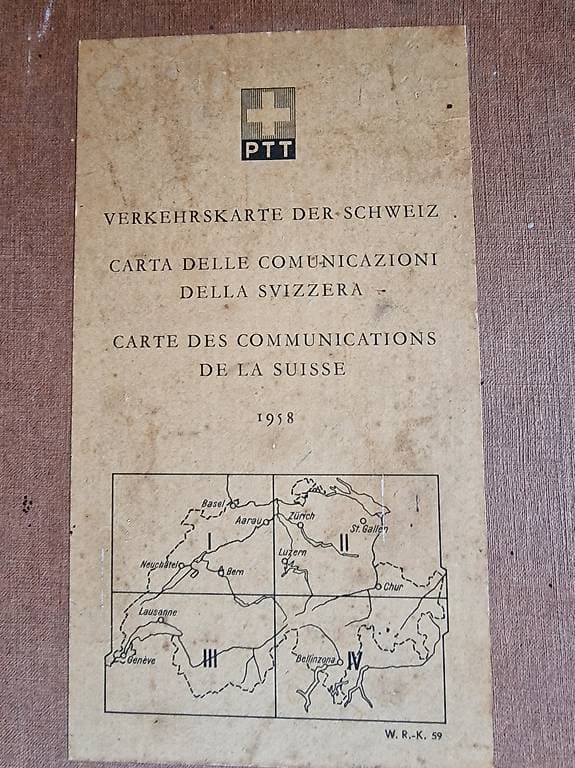 PTT
VERKEHRSKARTE DER SCHWEIZ
CARTA DELLE COMUNICAZIONI
DELLA SVIZZERA
CARTE DES COMMUNICATIONS
DE LA SUISSE
1958
Basel
Aarau
Zürich
St. Gallen
I
II
Luzern
Neuchâtel
Bern
Chur
Lausanne
Genève
III
Bellinzona
IV
W. R.-K. 59